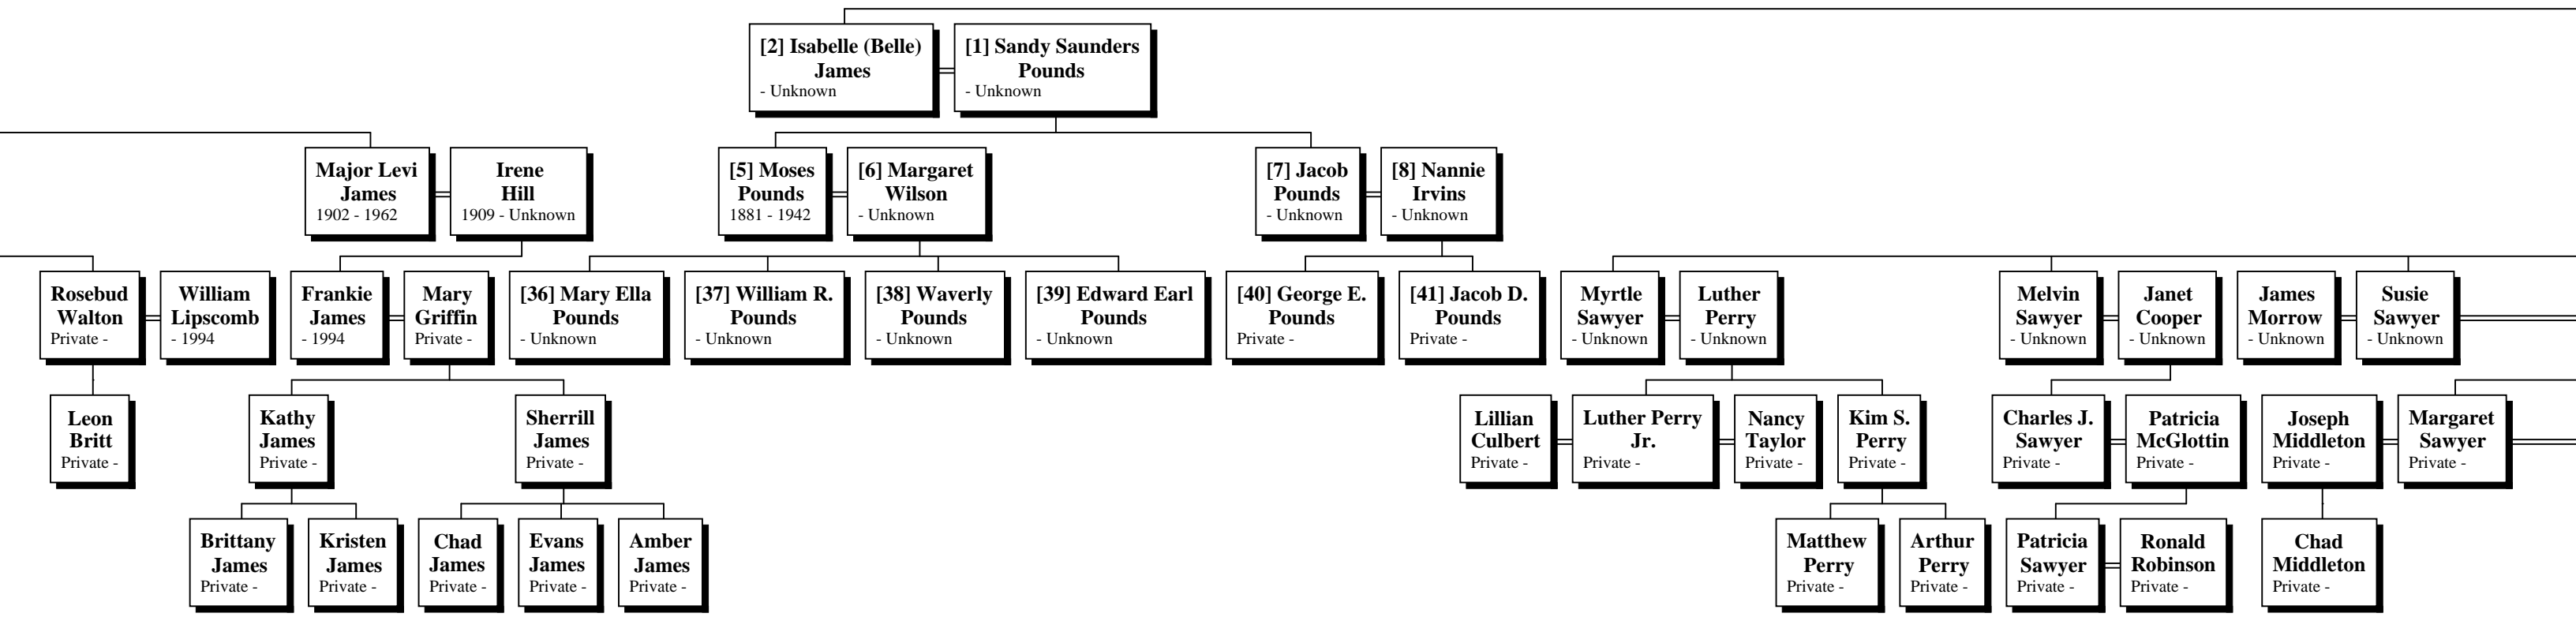 [2] Isabelle (Belle)
James
- Unknown
[1] Sandy Saunders
Pounds
- Unknown
Major Levi
James
1902 - 1962
Irene
Hill
1909 - Unknown
[5] Moses
Pounds
1881 - 1942
[6] Margaret
Wilson
- Unknown
[7] Jacob
Pounds
- Unknown
[8] Nannie
Irvins
- Unknown
Rosebud
Walton
Private -
William
Lipscomb
- 1994
Frankie
James
- 1994
Mary
Griffin
Private -
[36] Mary Ella
Pounds
- Unknown
[37] William R.
Pounds
- Unknown
[38] Waverly
Pounds
- Unknown
[39] Edward Earl
Pounds
- Unknown
[40] George E.
Pounds
Private -
[41] Jacob D.
Pounds
Private -
Myrtle
Sawyer
- Unknown
Luther
Perry
- Unknown
Melvin
Sawyer
- Unknown
Janet
Cooper
- Unknown
James
Morrow
- Unknown
Susie
Sawyer
- Unknown
Leon
Britt
Private -
Kathy
James
Private -
Sherrill
James
Private -
Lillian
Culbert
Private -
Luther Perry
Jr.
Private -
Nancy
Taylor
Private -
Kim S.
Perry
Private -
Charles J.
Sawyer
Private -
Patricia
McGlottin
Private -
Joseph
Middleton
Private -
Margaret
Sawyer
Private -
Brittany
James
Private -
Kristen
James
Private -
Chad
James
Private -
Evans
James
Private -
Amber
James
Private -
Matthew
Perry
Private -
Arthur
Perry
Private -
Patricia
Sawyer
Private -
Ronald
Robinson
Private -
Chad
Middleton
Private -